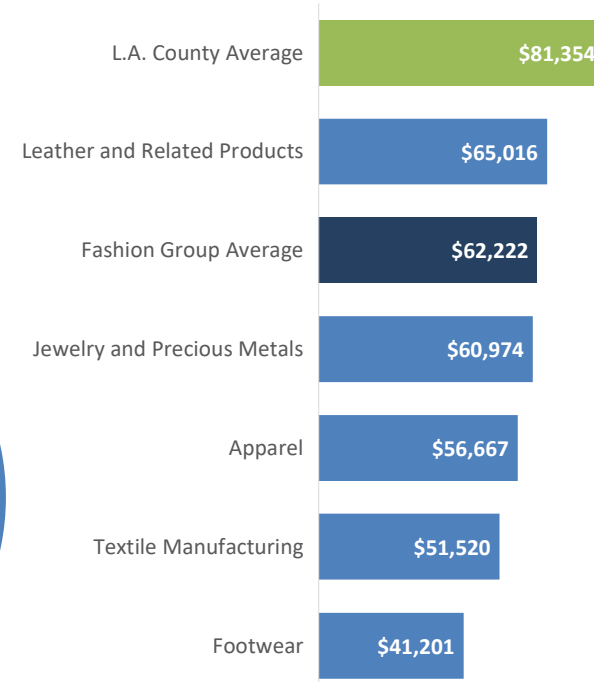 L.A. County Average $81,354
Leather and Related Products $65,016
Fashion Group Average $62,222
Jewelry and Precious Metals $60,974
Apparel $56,667
Textile Manufacturing $51,520
Footwear $41,201